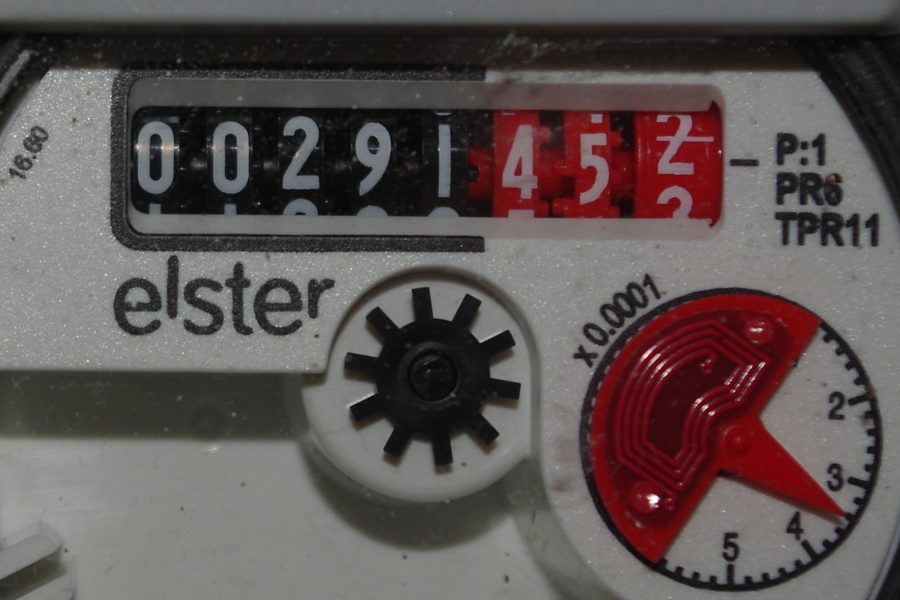 16.60
00291452
P:1
PR6
TPR11
elster
x 0.0001
2
3
4
5